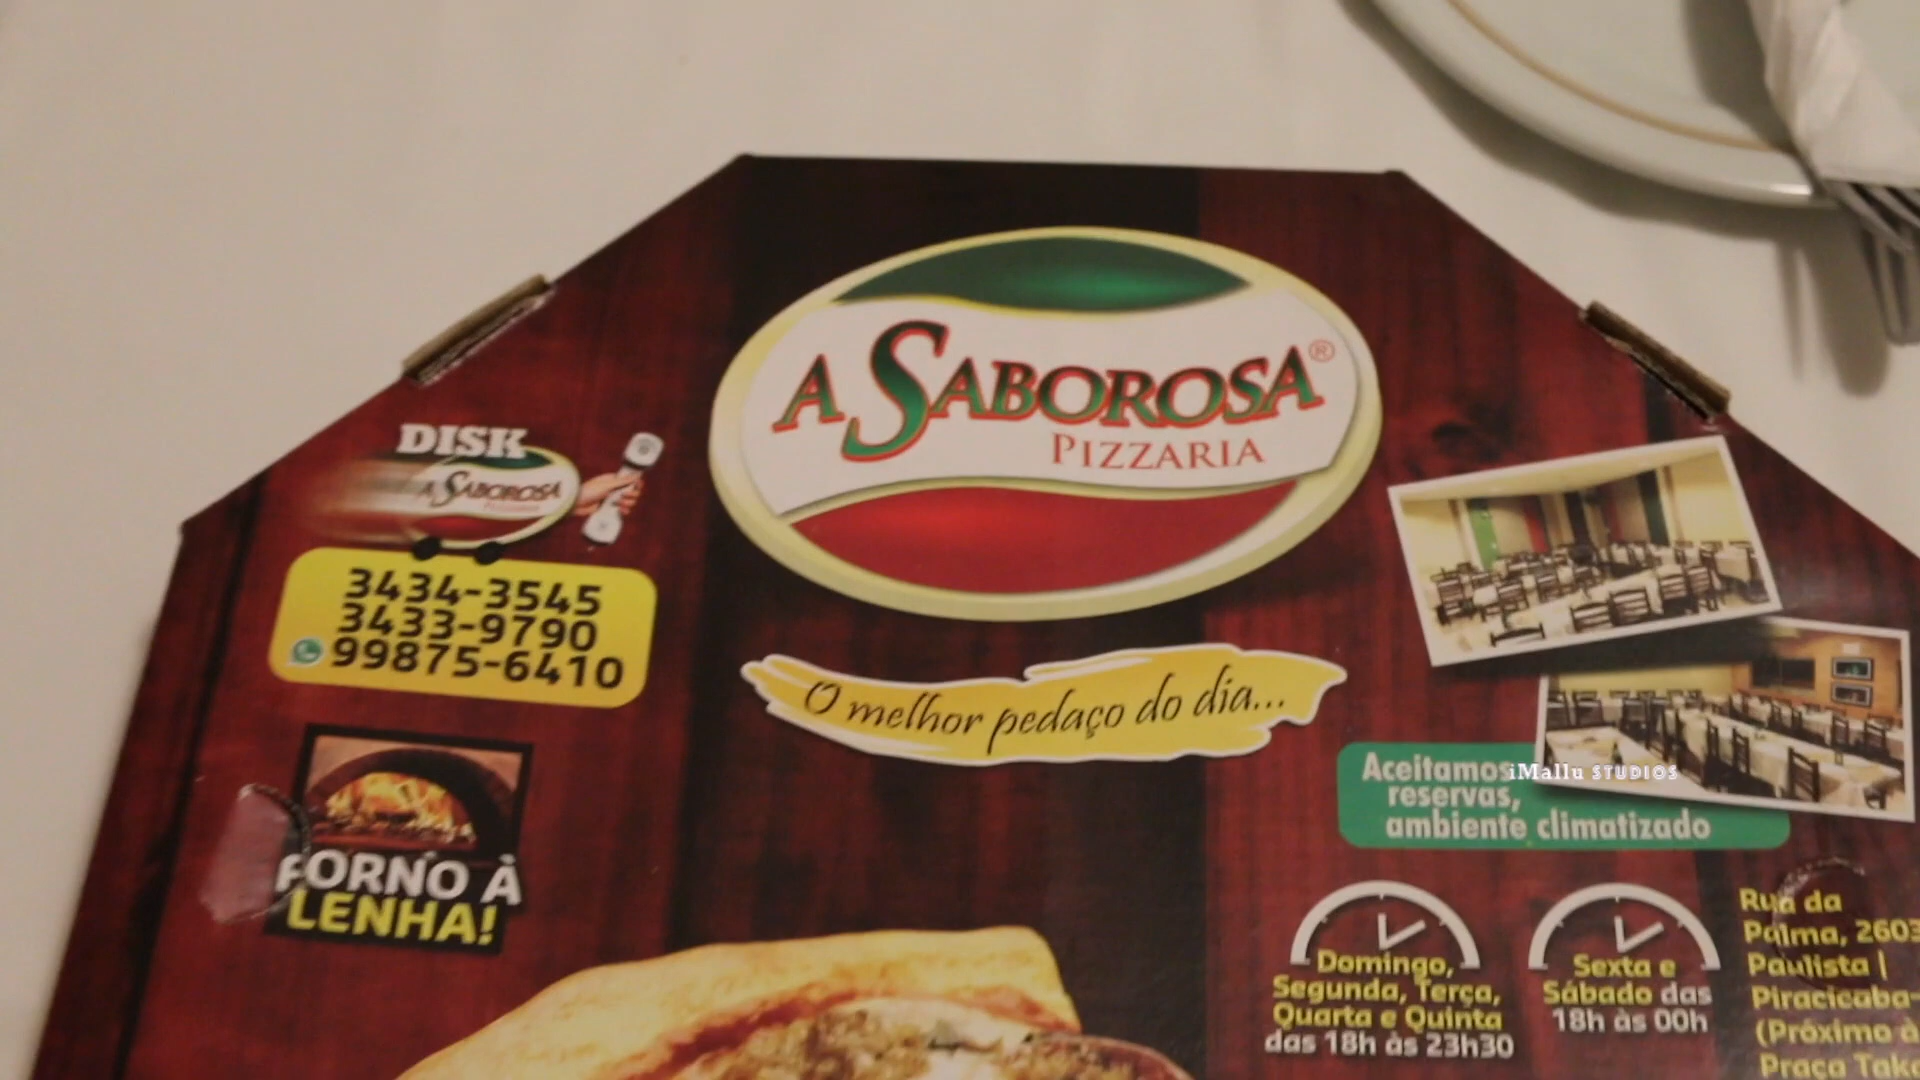 A SABOROSA®
PIZZARIA
DISK
A SABOROSA
3434-3545
3433-9790
99875-6410
O melhor pedaço do dia...
FORNO À
LENHA!
Aceitamos
reservas,
ambiente climatizado
iMallu STUDIOS
Domingo,
Segunda, Terça,
Quarta e Quinta
das 18h às 23h30
Sexta e
Sábado das
18h às 00h
Rua da
Palma, 2603
Paulista |
Piracicaba-
(Próximo à
Praça